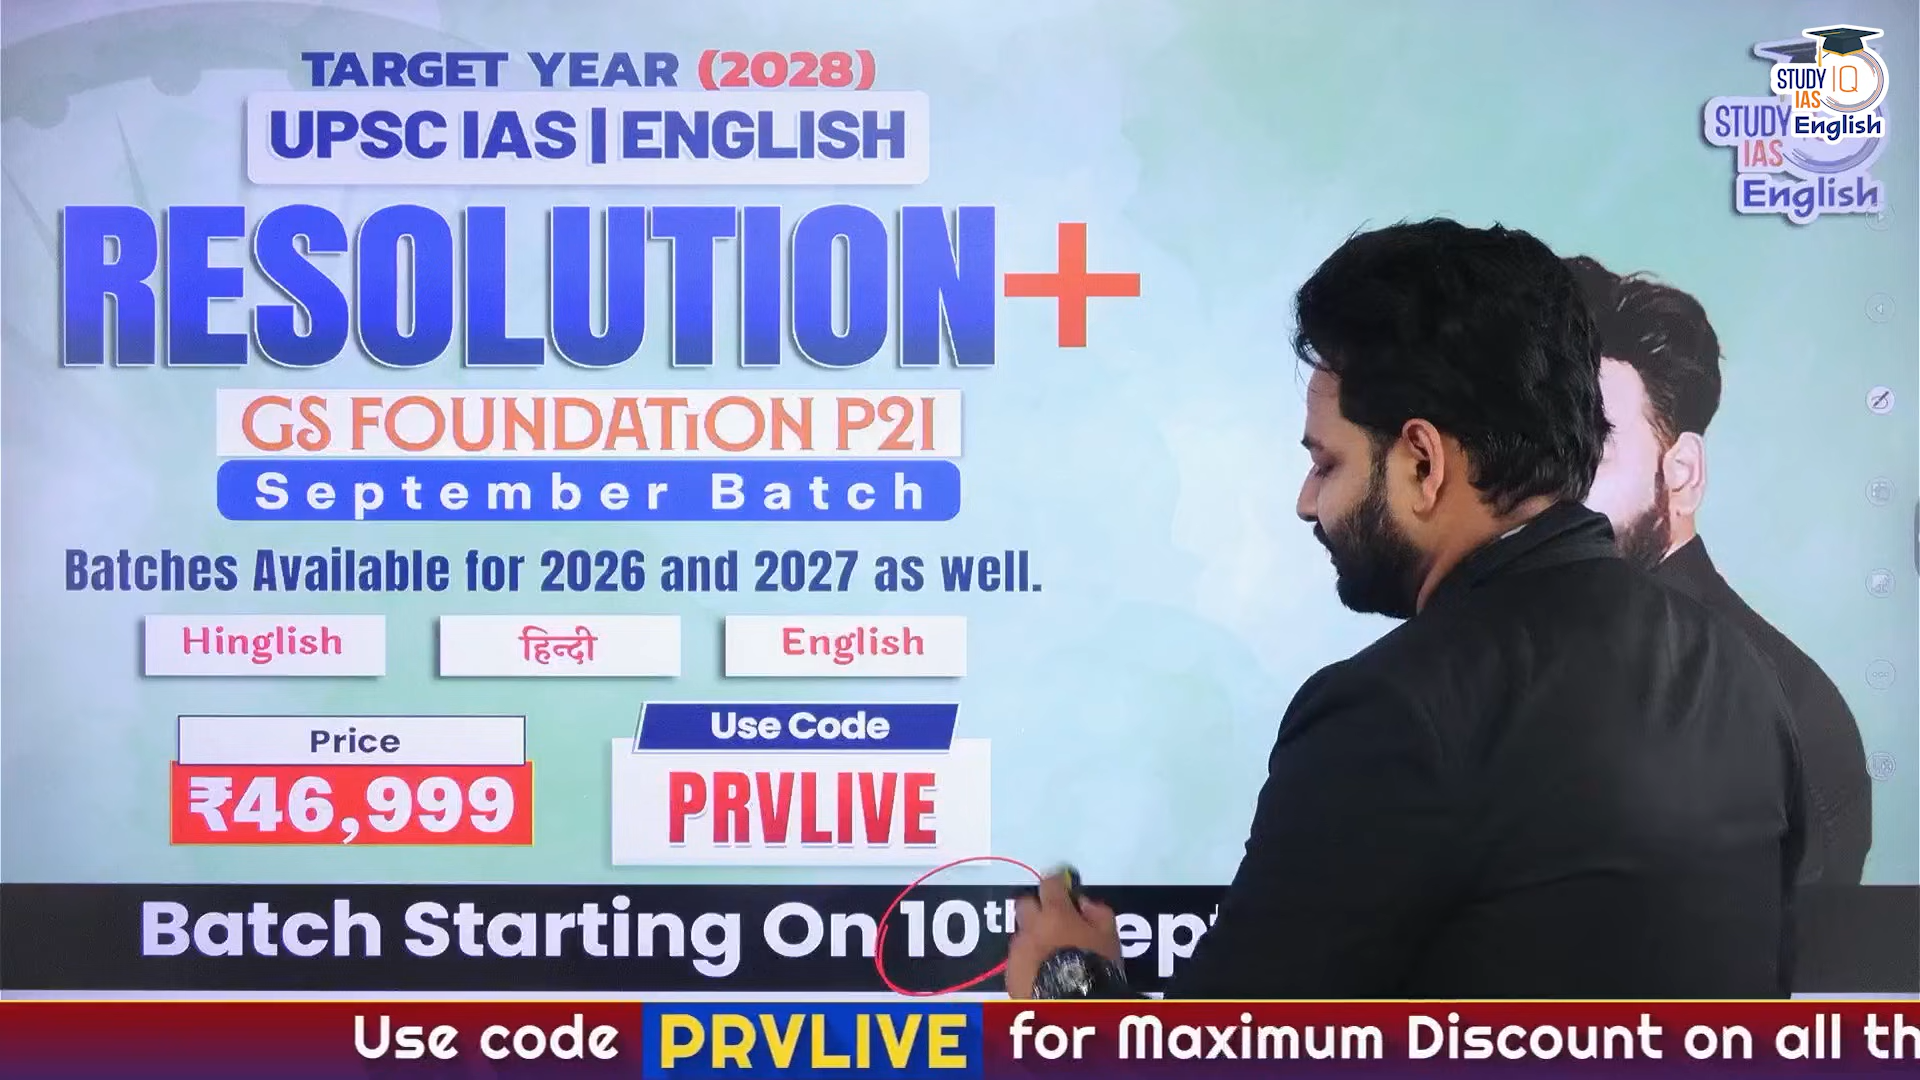 TARGET YEAR (2028)
UPSC IAS | ENGLISH
RESOLUTION+
GS FOUNDATION P2I
September Batch
Batches Available for 2026 and 2027 as well.
Hinglish
हिन्दी
English
Price
₹46,999
Use Code
PRVLIVE
Batch Starting On 10th
Use code PRVLIVE for Maximum Discount on all
STUDY IQ
IAS
English
STUDY
IAS
English